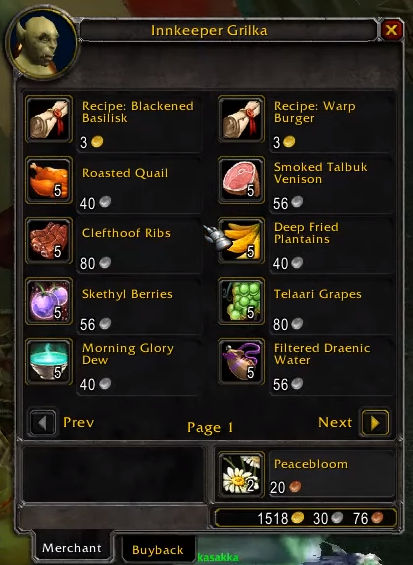 Innkeeper Grilka
Recipe: Blackened
Basilisk
3
Recipe: Warp
Burger
3
5
Roasted Quail
40
5
Smoked Talbuk
Venison
56
5
Clefthoof Ribs
80
5
Deep Fried
Plantains
40
5
Skethyl Berries
56
5
Telaari Grapes
80
5
Morning Glory
Dew
40
5
Filtered Draenic
Water
56
Prev
Page 1
Next
2
Peacebloom
20
1518 30 76
Merchant
Buyback
kasakka